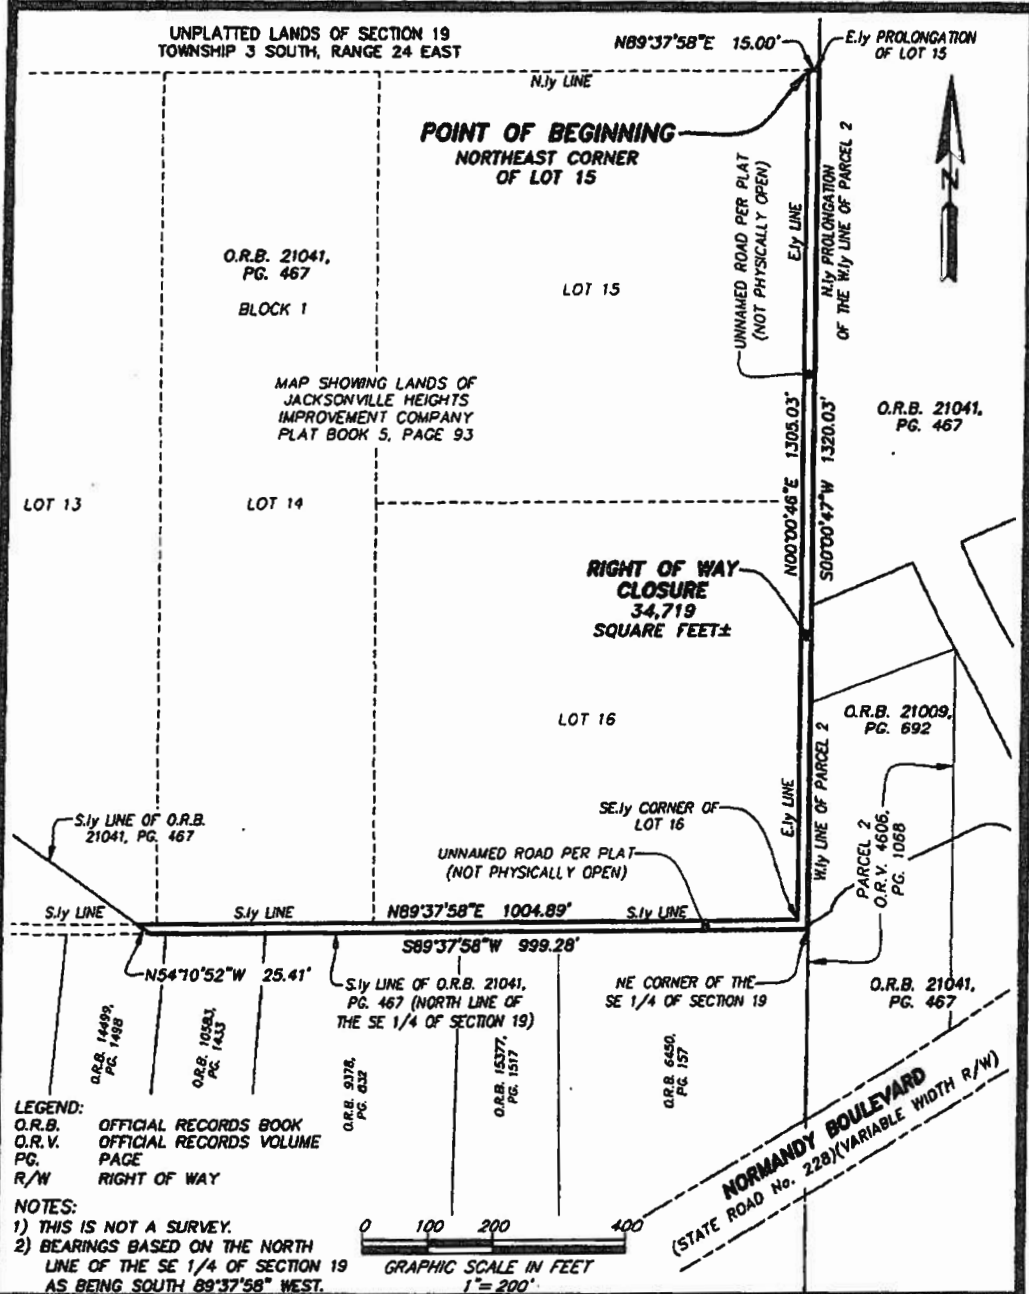 UNPLATTED LANDS OF SECTION 19
TOWNSHIP 3 SOUTH, RANGE 24 EAST
N89°37'58"E 15.00'
E.ly PROLONGATION
OF LOT 15
N.ly LINE
POINT OF BEGINNING
NORTHEAST CORNER
OF LOT 15
UNNAMED ROAD PER PLAT
(NOT PHYSICALLY OPEN)
E.ly LINE
N.ly PROLONGATION
OF THE W.ly LINE OF PARCEL 2
N
O.R.B. 21041,
PG. 467
BLOCK 1
LOT 15
MAP SHOWING LANDS OF
JACKSONVILLE HEIGHTS
IMPROVEMENT COMPANY
PLAT BOOK 5, PAGE 93
O.R.B. 21041,
PG. 467
N00°00'46"E 1305.03'
S00°00'47"W 1320.03'
LOT 13
LOT 14
RIGHT OF WAY
CLOSURE
34,719
SQUARE FEET±
LOT 16
O.R.B. 21009,
PG. 692
E.ly LINE
W.ly LINE OF PARCEL 2
PARCEL 2
O.R.V. 4606,
PG. 1068
S.ly LINE OF O.R.B.
21041, PG. 467
SE.ly CORNER OF
LOT 16
UNNAMED ROAD PER PLAT
(NOT PHYSICALLY OPEN)
S.ly LINE
S.ly LINE
N89°37'58"E 1004.89'
S.ly LINE
S89°37'58"W 999.28'
N54°10'52"W 25.41'
S.ly LINE OF O.R.B. 21041,
PG. 467 (NORTH LINE OF
THE SE 1/4 OF SECTION 19)
NE CORNER OF THE
SE 1/4 OF SECTION 19
O.R.B. 21041,
PG. 467
O.R.B. 14499,
PG. 1498
O.R.B. 10583,
PG. 1433
O.R.B. 9378,
PG. 832
O.R.B. 15377,
PG. 1517
O.R.B. 6450,
PG. 157
NORMANDY BOULEVARD
(STATE ROAD No. 228)(VARIABLE WIDTH R/W)
LEGEND:
O.R.B. OFFICIAL RECORDS BOOK
O.R.V. OFFICIAL RECORDS VOLUME
PG. PAGE
R/W RIGHT OF WAY
NOTES:
1) THIS IS NOT A SURVEY.
2) BEARINGS BASED ON THE NORTH
LINE OF THE SE 1/4 OF SECTION 19
AS BEING SOUTH 89°37'58" WEST.
0 100 200 400
GRAPHIC SCALE IN FEET
1"= 200'